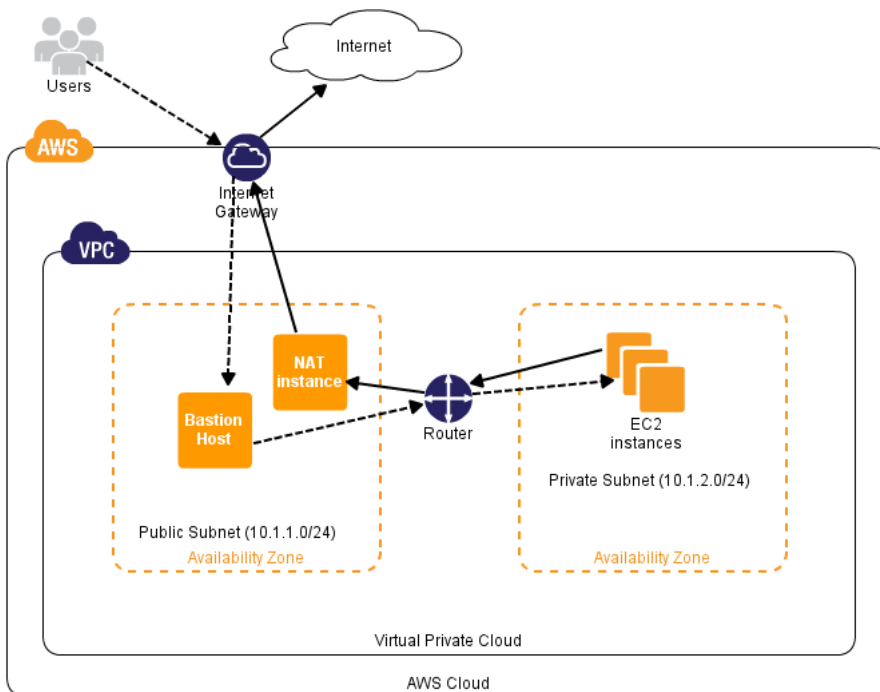 Internet
Users
AWS
Internet
Gateway
VPC
NAT
instance
Bastion
Host
Router
EC2
instances
Private Subnet (10.1.2.0/24)
Public Subnet (10.1.1.0/24)
Availability Zone
Availability Zone
Virtual Private Cloud
AWS Cloud